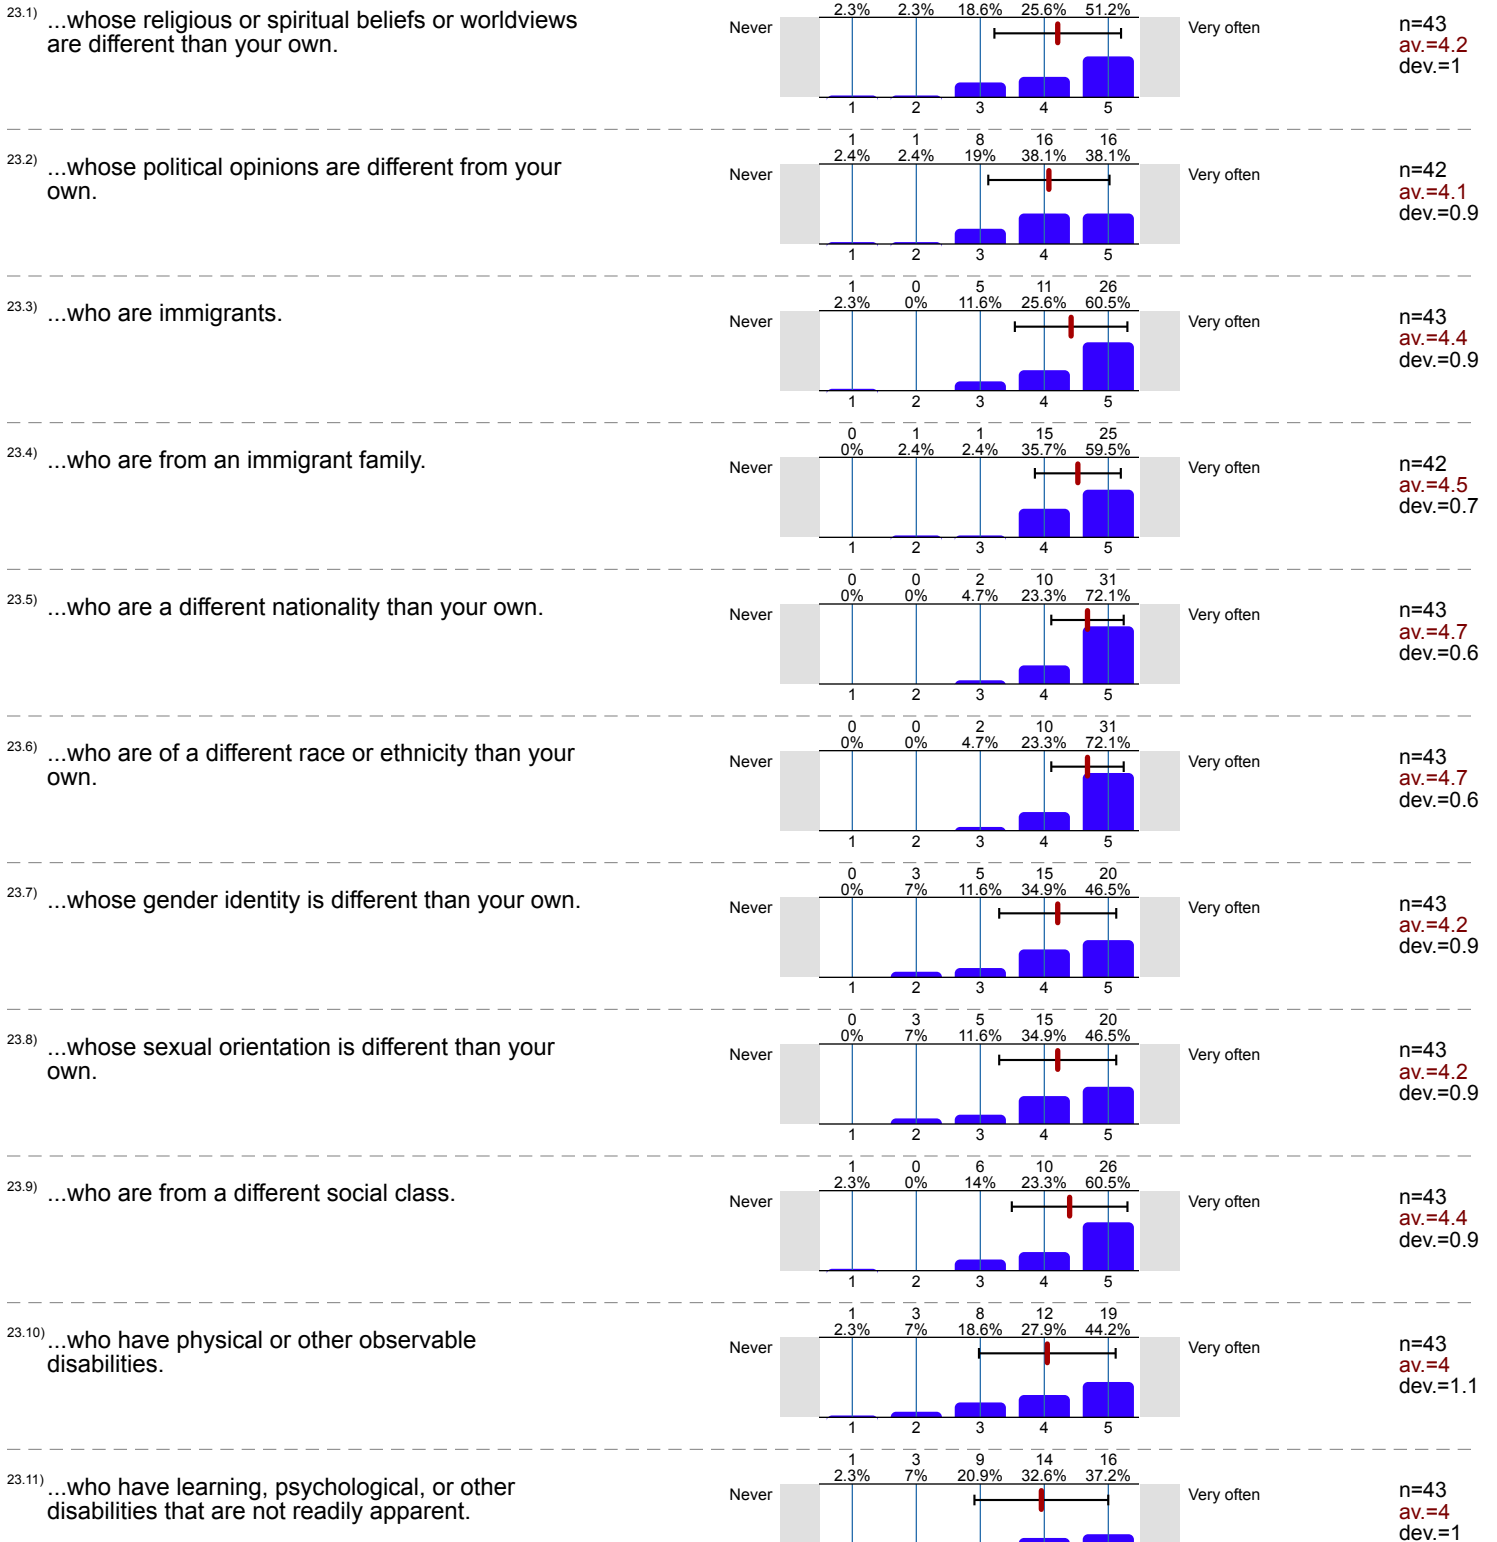 2.3% 2.3% 18.6% 25.6% 51.2%
23.1) ...whose religious or spiritual beliefs or worldviews
are different than your own.
Never Very often
n=43
av.=4.2
dev.=1
1 2 3 4 5
1 1 8 16 16
2.4% 2.4% 19% 38.1% 38.1%
23.2) ...whose political opinions are different from your
own.
Never Very often
n=42
av.=4.1
dev.=0.9
1 2 3 4 5
1 0 5 11 26
2.3% 0% 11.6% 25.6% 60.5%
23.3) ...who are immigrants.
Never Very often
n=43
av.=4.4
dev.=0.9
1 2 3 4 5
0 1 1 15 25
0% 2.4% 2.4% 35.7% 59.5%
23.4) ...who are from an immigrant family.
Never Very often
n=42
av.=4.5
dev.=0.7
1 2 3 4 5
0 0 2 10 31
0% 0% 4.7% 23.3% 72.1%
23.5) ...who are a different nationality than your own.
Never Very often
n=43
av.=4.7
dev.=0.6
1 2 3 4 5
0 0 2 10 31
0% 0% 4.7% 23.3% 72.1%
23.6) ...who are of a different race or ethnicity than your
own.
Never Very often
n=43
av.=4.7
dev.=0.6
1 2 3 4 5
0 3 5 15 20
0% 7% 11.6% 34.9% 46.5%
23.7) ...whose gender identity is different than your own.
Never Very often
n=43
av.=4.2
dev.=0.9
1 2 3 4 5
0 3 5 15 20
0% 7% 11.6% 34.9% 46.5%
23.8) ...whose sexual orientation is different than your
own.
Never Very often
n=43
av.=4.2
dev.=0.9
1 2 3 4 5
1 0 6 10 26
2.3% 0% 14% 23.3% 60.5%
23.9) ...who are from a different social class.
Never Very often
n=43
av.=4.4
dev.=0.9
1 2 3 4 5
1 3 8 12 19
2.3% 7% 18.6% 27.9% 44.2%
23.10) ...who have physical or other observable
disabilities.
Never Very often
n=43
av.=4
dev.=1.1
1 2 3 4 5
1 3 9 14 16
2.3% 7% 20.9% 32.6% 37.2%
23.11) ...who have learning, psychological, or other
disabilities that are not readily apparent.
Never Very often
n=43
av.=4
dev.=1